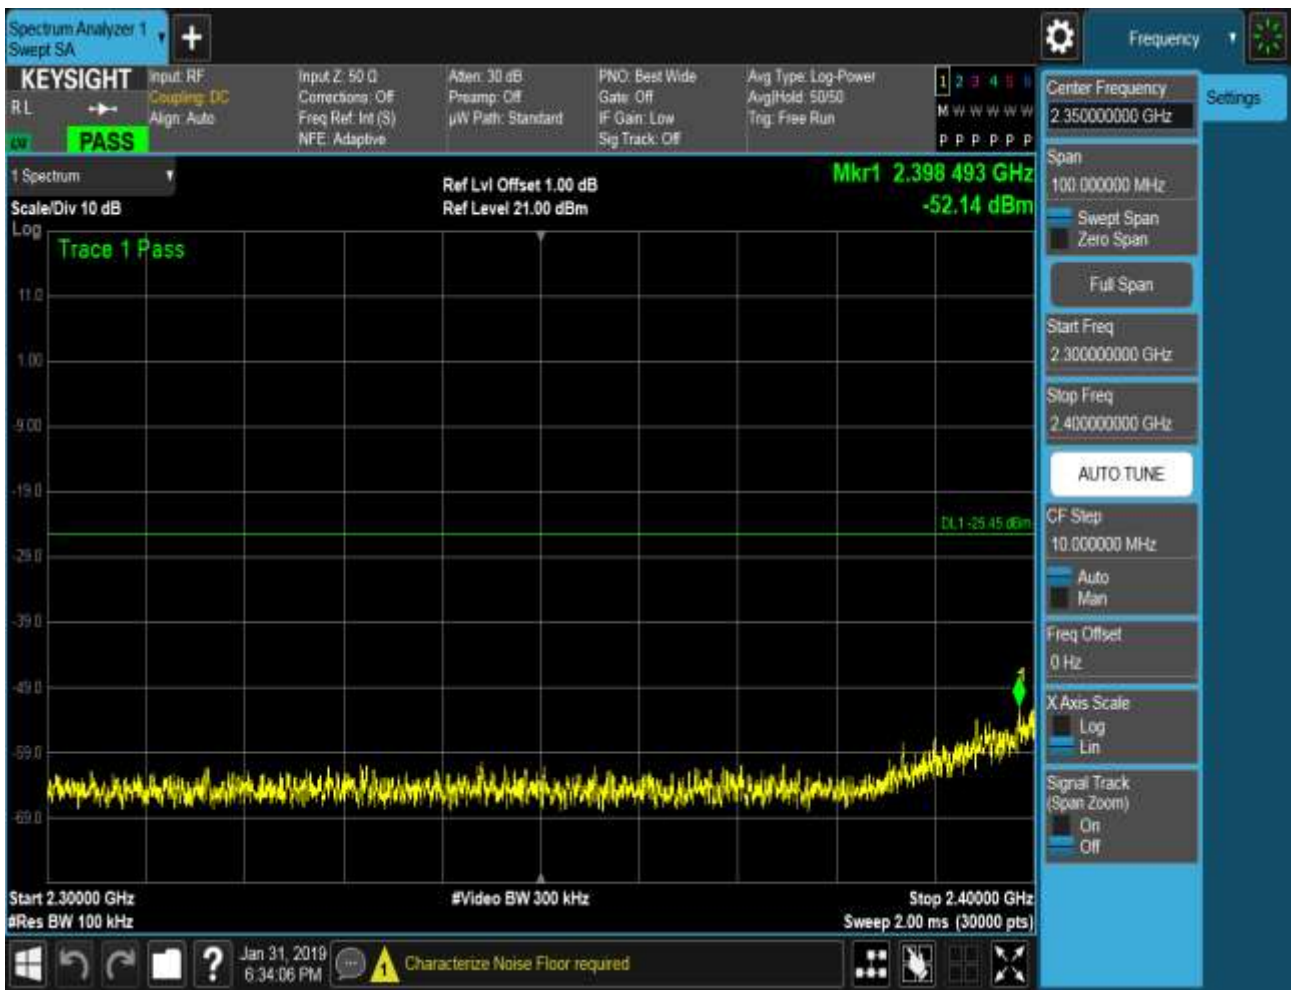 Spectrum Analyzer 1
Swept SA
+
Frequency
KEYSIGHT
Input: RF
Coupling: DC
Align: Auto
Input Z: 50 Ω
Corrections: Off
Freq Ref: Int (S)
NFE: Adaptive
Atten: 30 dB
Preamp: Off
µW Path: Standard
PNO: Best Wide
Gate: Off
IF Gain: Low
Sig Track: Off
Avg Type: Log-Power
Avg|Hold: 50/50
Trig: Free Run
1 2 3 4 5 6
M W W W W W
P P P P P P
R L
PASS
1 Spectrum
Scale/Div 10 dB
Ref Lvl Offset 1.00 dB
Ref Level 21.00 dBm
Mkr1 2.398 493 GHz
-52.14 dBm
Log
Trace 1 Pass
11.0
1.00
-9.00
-19.0
DL1 -25.45 dBm
-29.0
-39.0
-49.0
1
-59.0
-69.0
Start 2.30000 GHz
#Video BW 300 kHz
Stop 2.40000 GHz
#Res BW 100 kHz
Sweep 2.00 ms (30000 pts)
?
Jan 31, 2019
6:34:06 PM
1
Characterize Noise Floor required
Center Frequency
2.350000000 GHz
Settings
Span
100.000000 MHz
Swept Span
Zero Span
Full Span
Start Freq
2.300000000 GHz
Stop Freq
2.400000000 GHz
AUTO TUNE
CF Step
10.000000 MHz
Auto
Man
Freq Offset
0 Hz
X Axis Scale
Log
Lin
Signal Track
(Span Zoom)
On
Off